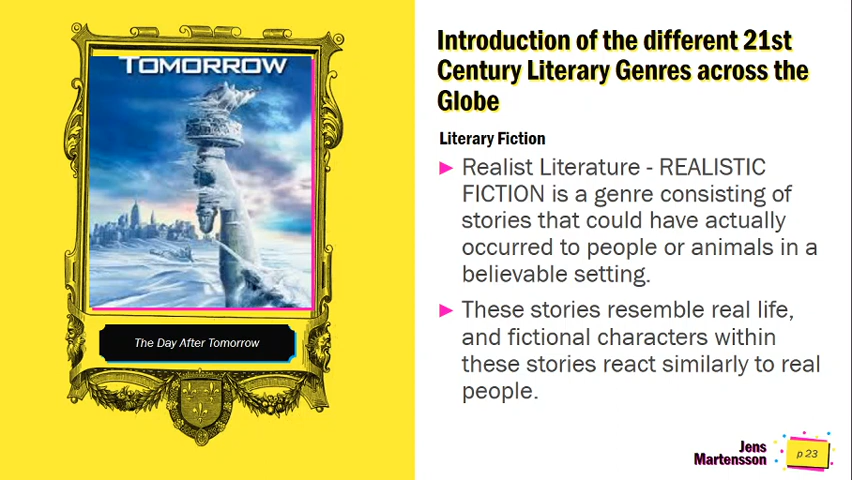 TOMORROW
The Day After Tomorrow
Introduction of the different 21st
Century Literary Genres across the
Globe
Literary Fiction
Realist Literature - REALISTIC
FICTION is a genre consisting of
stories that could have actually
occurred to people or animals in a
believable setting.
These stories resemble real life,
and fictional characters within
these stories react similarly to real
people.
Jens
Martensson
p 23